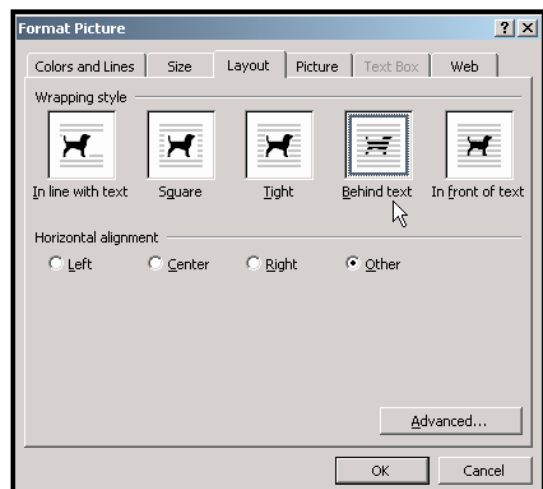 Format Picture
Colors and Lines Size Layout Picture Text Box Web
Wrapping style
In line with text Square Tight Behind text In front of text
Horizontal alignment
Left Center Right Other
Advanced...
OK Cancel